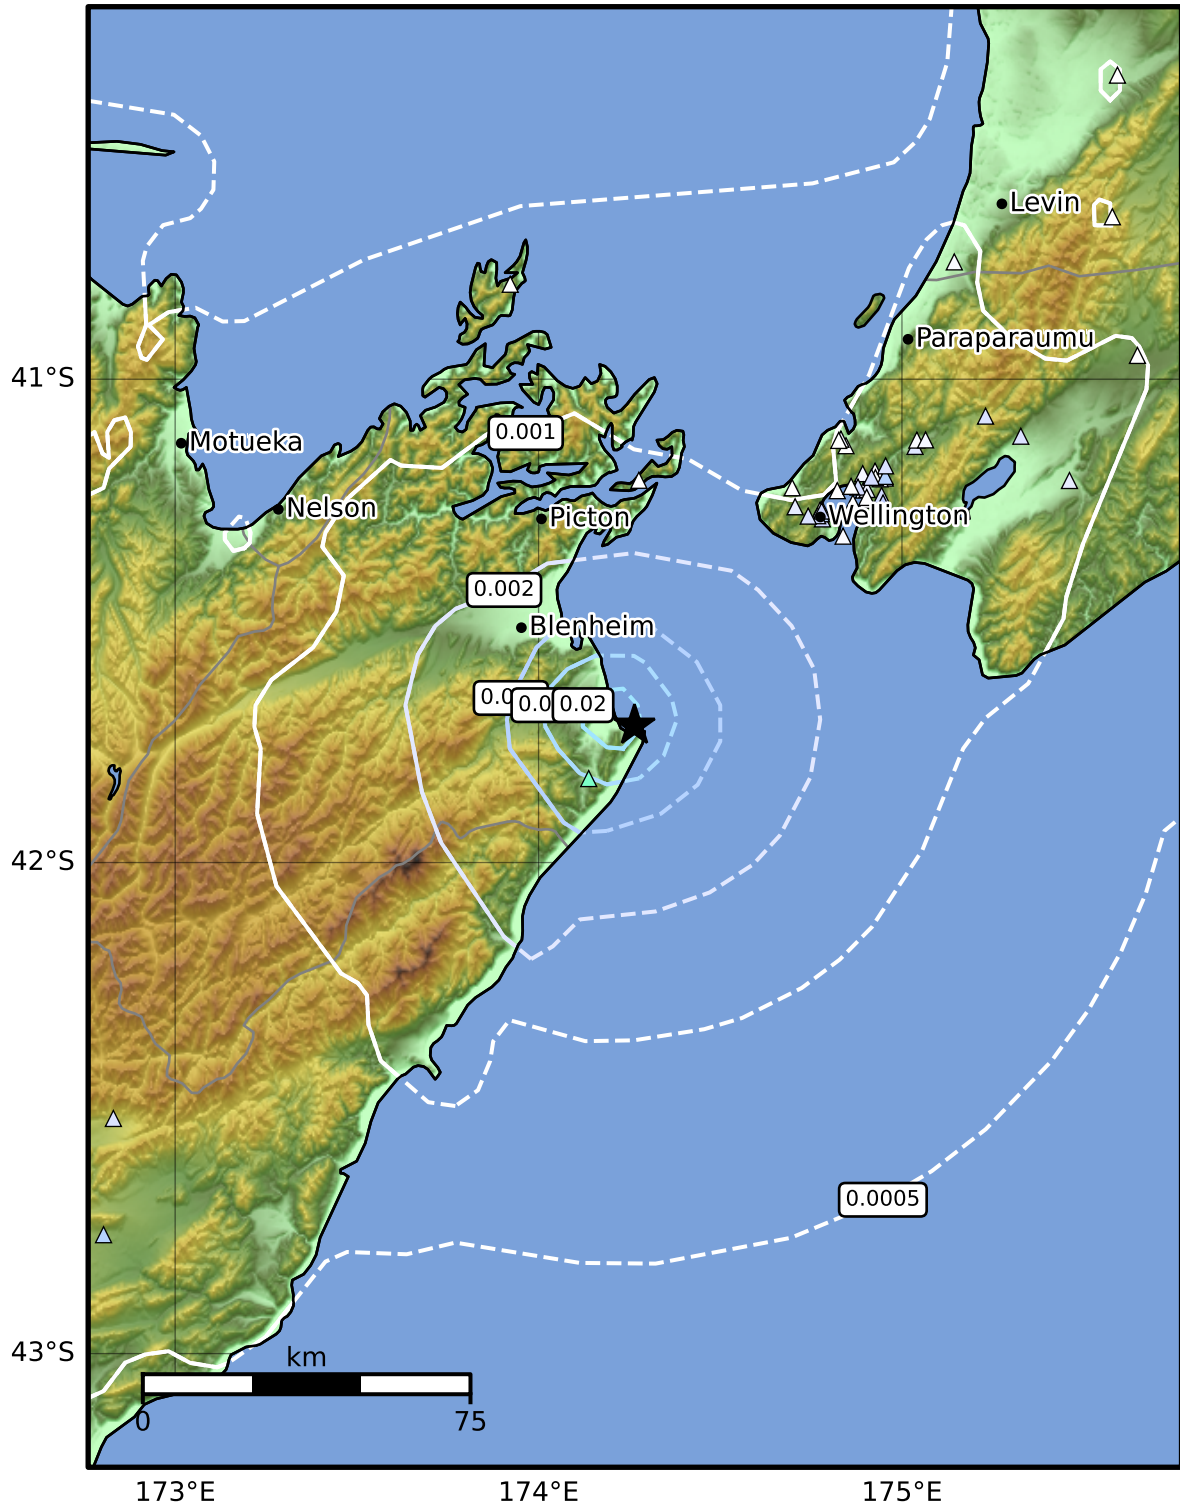 Levin
Paraparaumu
41°S
0.001
Motueka
Nelson
Picton
Wellington
0.002
Blenheim
0.02
42°S
0.0005
43°S
km
0
75
173°E
174°E
175°E